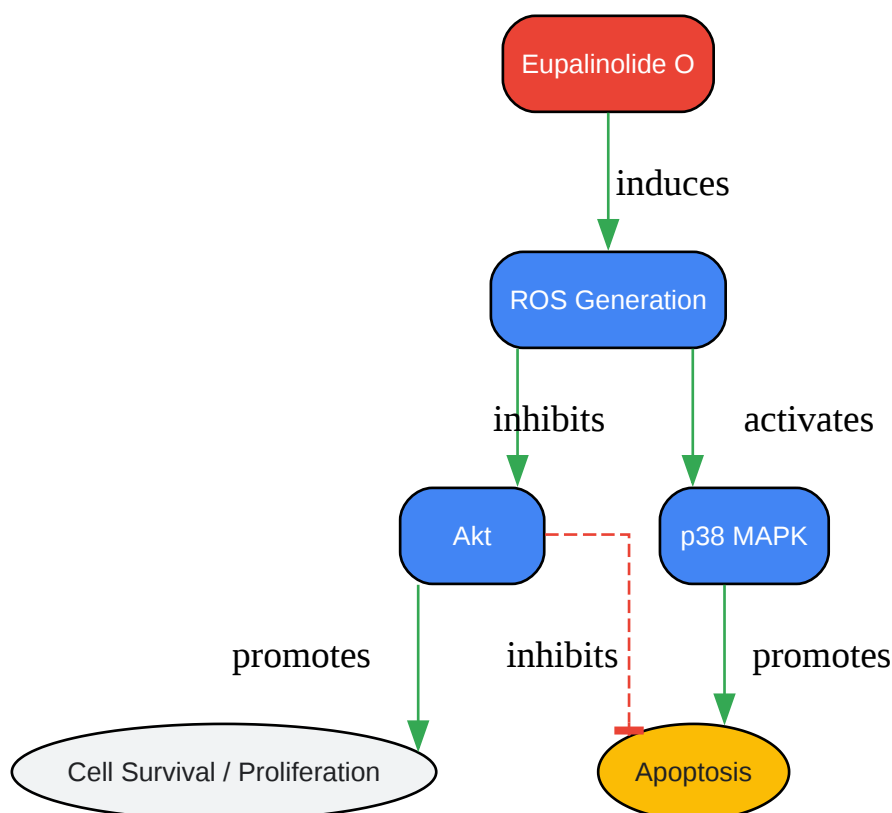 Eupalinolide O
induces
ROS Generation
inhibits
activates
Akt
p38 MAPK
promotes
inhibits
promotes
Cell Survival / Proliferation
Apoptosis